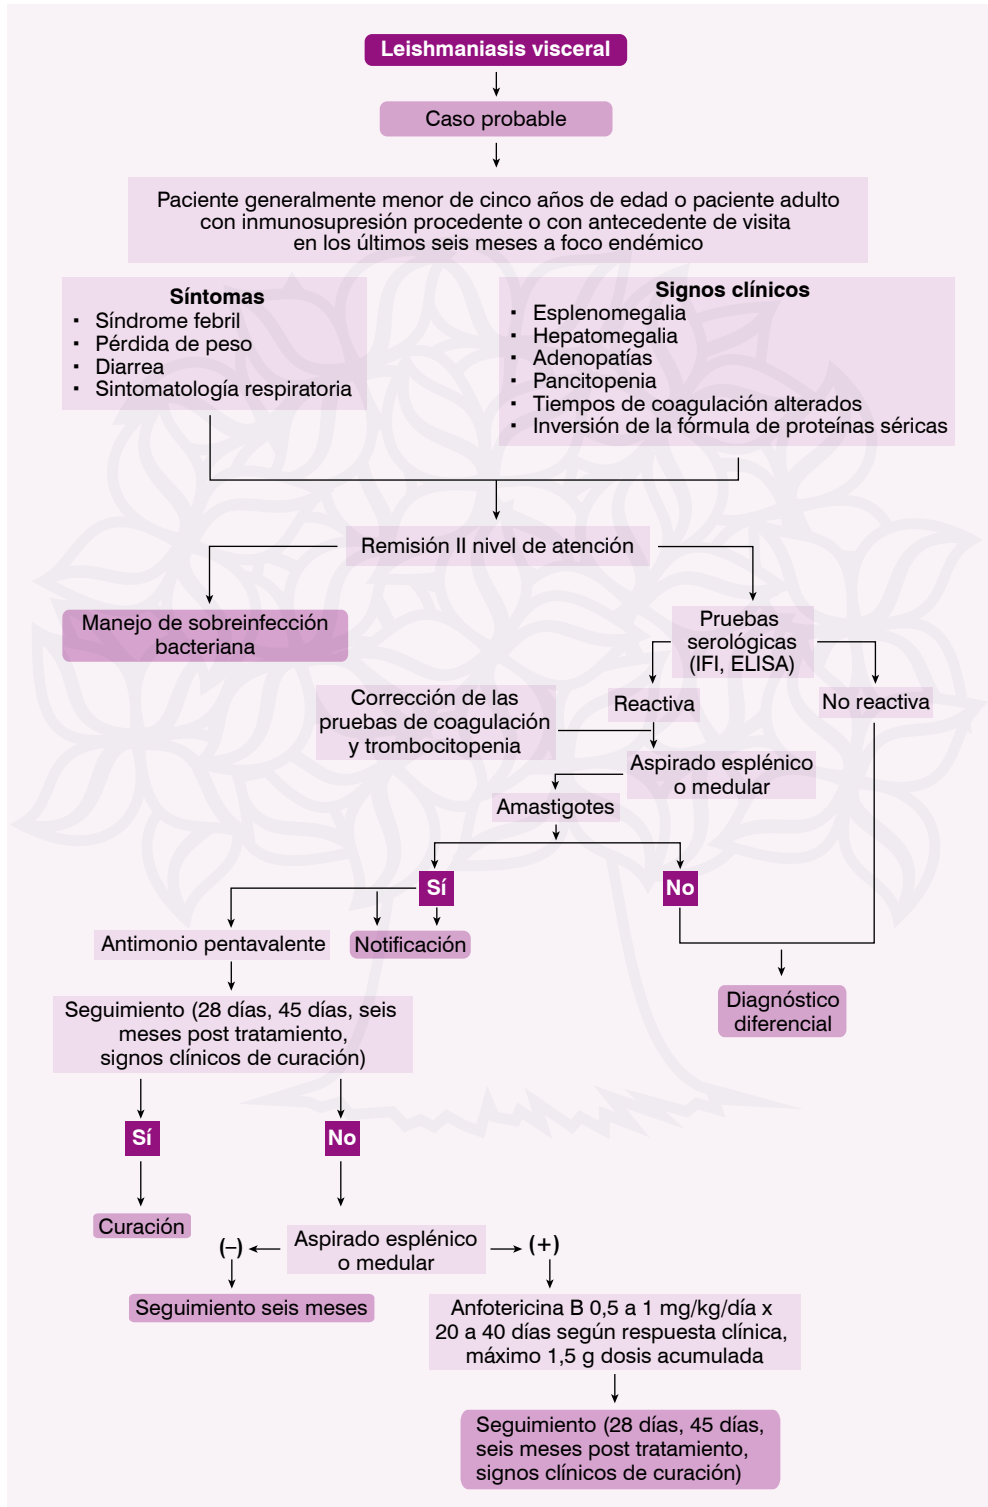 Leishmaniasis visceral
Caso probable
Paciente generalmente menor de cinco años de edad o paciente adulto
con inmunosupresión procedente o con antecedente de visita
en los últimos seis meses a foco endémico
Síntomas
▪ Síndrome febril
▪ Pérdida de peso
▪ Diarrea
▪ Sintomatología respiratoria
Signos clínicos
▪ Esplenomegalia
▪ Hepatomegalia
▪ Adenopatías
▪ Pancitopenia
▪ Tiempos de coagulación alterados
▪ Inversión de la fórmula de proteínas séricas
Remisión II nivel de atención
Manejo de sobreinfección
bacteriana
Pruebas
serológicas
(IFI, ELISA)
Reactiva
No reactiva
Corrección de las
pruebas de coagulación
y trombocitopenia
Aspirado esplénico
o medular
Amastigotes
Sí
No
Antimonio pentavalente
Notificación
Seguimiento (28 días, 45 días, seis
meses post tratamiento,
signos clínicos de curación)
Diagnóstico
diferencial
Sí
No
Curación
(–)
Aspirado esplénico
o medular
(+)
Seguimiento seis meses
Anfotericina B 0,5 a 1 mg/kg/día x
20 a 40 días según respuesta clínica,
máximo 1,5 g dosis acumulada
Seguimiento (28 días, 45 días,
seis meses post tratamiento,
signos clínicos de curación)